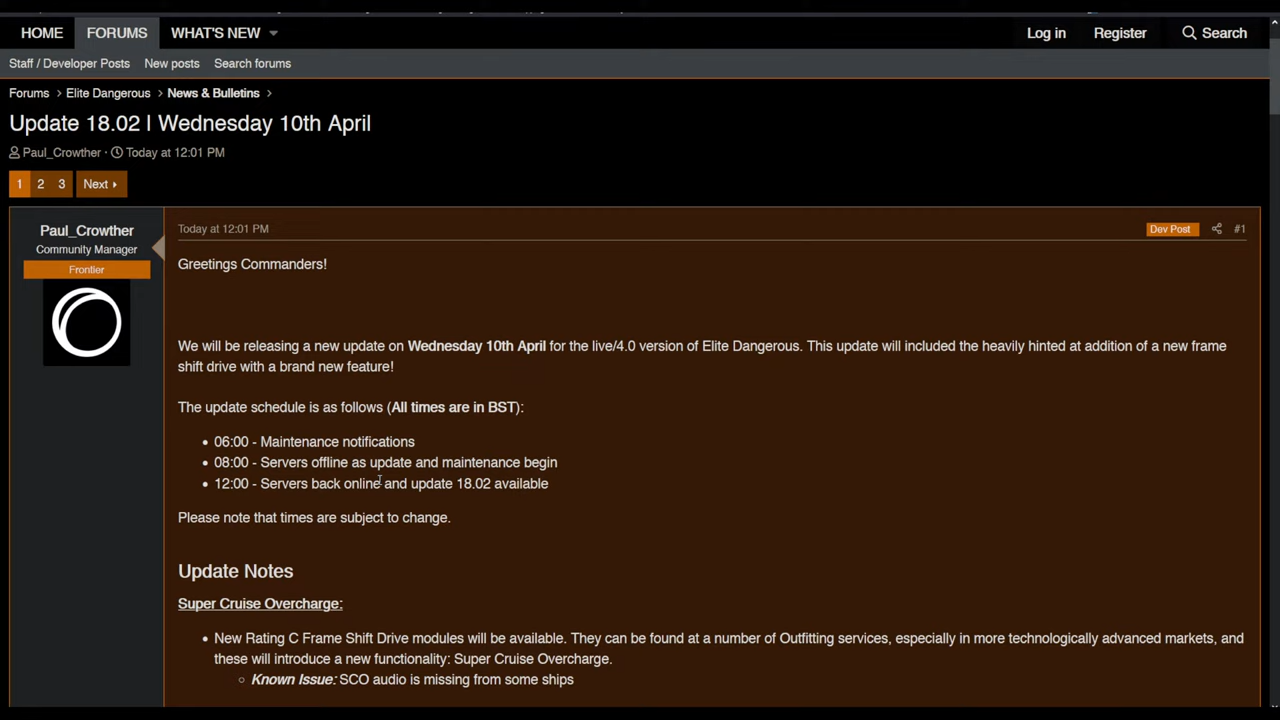 HOME FORUMS WHAT'S NEW Log in Register Search
Staff / Developer Posts New posts Search forums
Forums > Elite Dangerous > News & Bulletins >
Update 18.02 | Wednesday 10th April
Paul_Crowther · Today at 12:01 PM
1 2 3 Next
Paul_Crowther
Community Manager
Frontier
Today at 12:01 PM Dev Post #1
Greetings Commanders!
We will be releasing a new update on Wednesday 10th April for the live/4.0 version of Elite Dangerous. This update will included the heavily hinted at addition of a new frame
shift drive with a brand new feature!
The update schedule is as follows (All times are in BST):
• 06:00 - Maintenance notifications
• 08:00 - Servers offline as update and maintenance begin
• 12:00 - Servers back online and update 18.02 available
Please note that times are subject to change.
Update Notes
Super Cruise Overcharge:
• New Rating C Frame Shift Drive modules will be available. They can be found at a number of Outfitting services, especially in more technologically advanced markets, and
these will introduce a new functionality: Super Cruise Overcharge.
○ Known Issue: SCO audio is missing from some ships